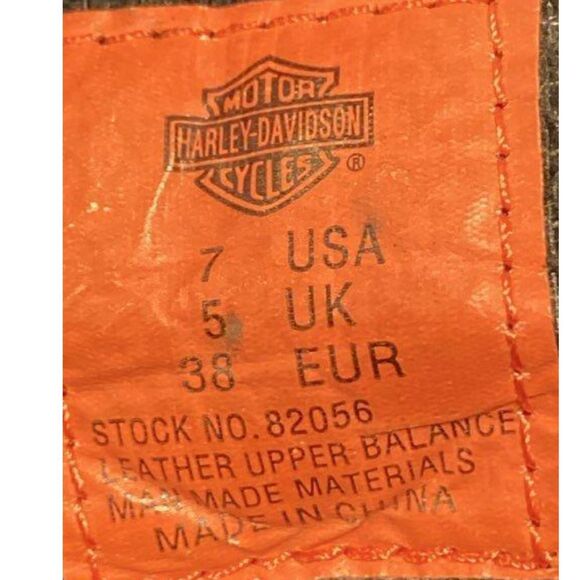 MOTOR
HARLEY-DAVIDSON
CYCLES ®
7 USA
5 UK
38 EUR
STOCK NO. 82056
LEATHER UPPER BALANCE
MAN MADE MATERIALS
MADE IN CHINA